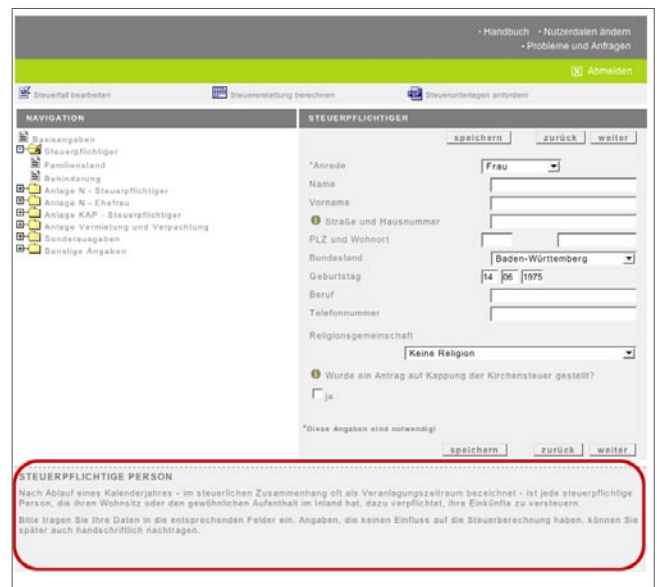 · Handbuch · Nutzerdaten ändern
· Probleme und Anfragen
Abmelden
Steuerfall bearbeiten Steuererstattung berechnen Steuerunterlagen anfordern
NAVIGATION
Basisangaben
Steuerpflichtiger
Familienstand
Behinderung
Anlage N - Steuerpflichtiger
Anlage N - Ehefrau
Anlage KAP - Steuerpflichtiger
Anlage Vermietung und Verpachtung
Sonderausgaben
Sonstige Angaben
STEUERPFLICHTIGER
speichern zurück weiter
*Anrede Frau
Name
Vorname
Straße und Hausnummer
PLZ und Wohnort
Bundesland Baden-Württemberg
Geburtstag 14 06 1975
Beruf
Telefonnummer
Religionsgemeinschaft
Keine Religion
Wurde ein Antrag auf Kappung der Kirchensteuer gestellt?
ja
*Diese Angaben sind notwendig!
speichern zurück weiter
STEUERPFLICHTIGE PERSON
Nach Ablauf eines Kalenderjahres - im steuerlichen Zusammenhang oft als Veranlagungszeitraum bezeichnet - ist jede steuerpflichtige
Person, die ihren Wohnsitz oder den gewöhnlichen Aufenthalt im Inland hat, dazu verpflichtet, ihre Einkünfte zu versteuern.
Bitte tragen Sie Ihre Daten in die entsprechenden Felder ein. Angaben, die keinen Einfluss auf die Steuerberechnung haben, können Sie
später auch handschriftlich nachtragen.